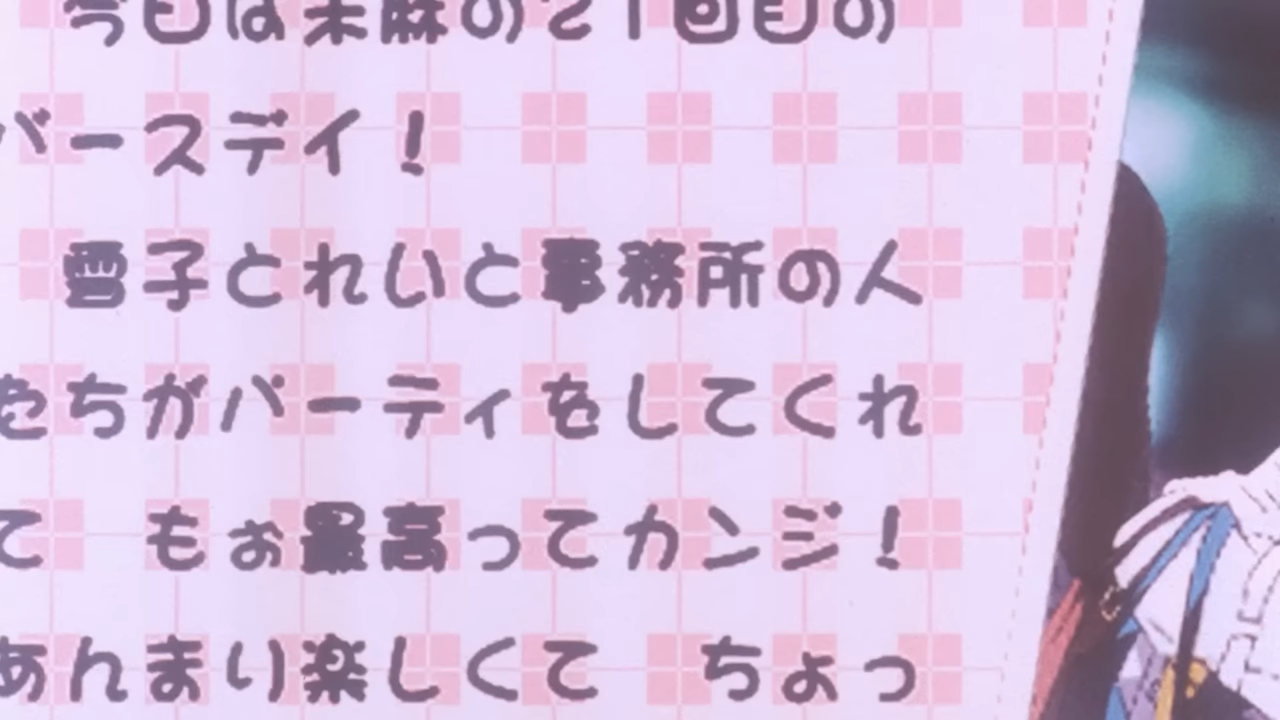 今日は未麻の21回目の
バースデイ！
雪子とれいと事務所の人
たちがパーティをしてくれ
て　もぉ最高ってカンジ！
あんまり楽しくて　ちょっ